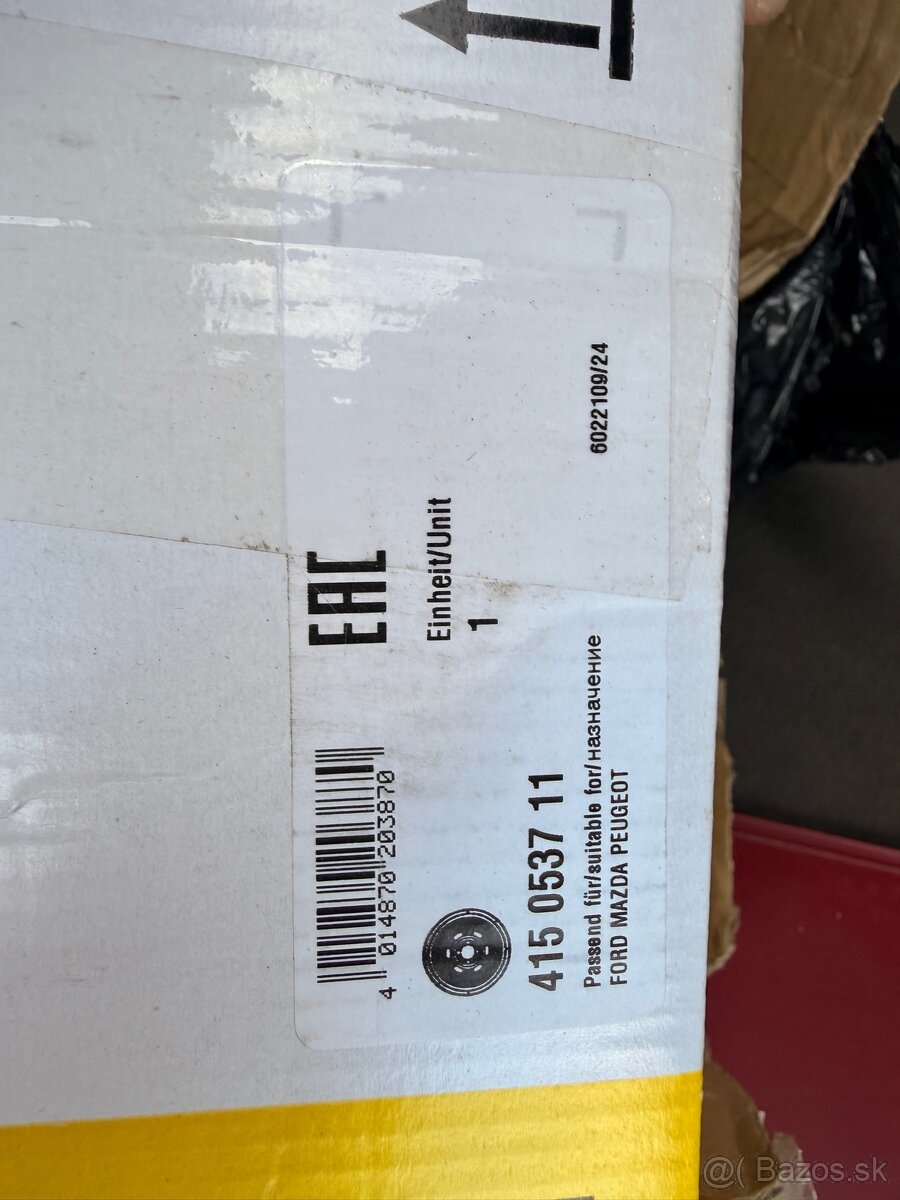 EAC
4 014870 203870
Einheit/Unit
1
415 0537 11
Passend für/suitable for/назначение
FORD MAZDA PEUGEOT
6022109/24
@( Bazos.sk